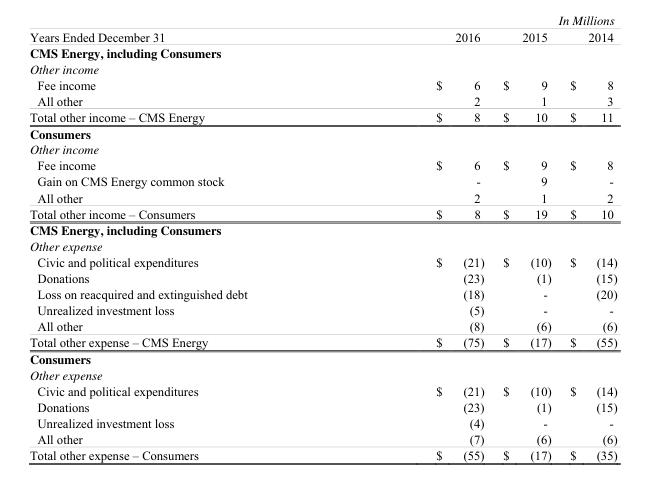 In Millions
Years Ended December 31 2016 2015 2014
CMS Energy, including Consumers
Other income
Fee income $ 6 $ 9 $ 8
All other 2 1 3
Total other income – CMS Energy $ 8 $ 10 $ 11
Consumers
Other income
Fee income $ 6 $ 9 $ 8
Gain on CMS Energy common stock - 9 -
All other 2 1 2
Total other income – Consumers $ 8 $ 19 $ 10
CMS Energy, including Consumers
Other expense
Civic and political expenditures $ (21) $ (10) $ (14)
Donations (23) (1) (15)
Loss on reacquired and extinguished debt (18) - (20)
Unrealized investment loss (5) - -
All other (8) (6) (6)
Total other expense – CMS Energy $ (75) $ (17) $ (55)
Consumers
Other expense
Civic and political expenditures $ (21) $ (10) $ (14)
Donations (23) (1) (15)
Unrealized investment loss (4) - -
All other (7) (6) (6)
Total other expense – Consumers $ (55) $ (17) $ (35)